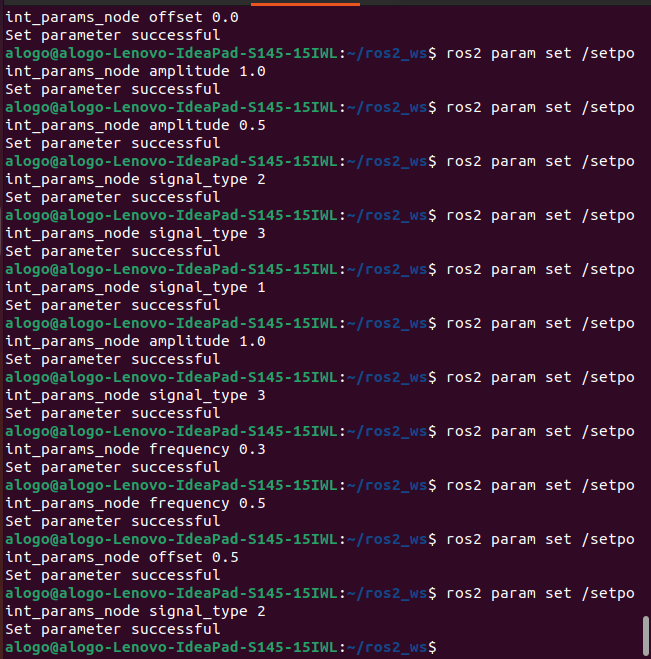 int_params_node offset 0.0
Set parameter successful
alogo@alogo-Lenovo-IdeaPad-S145-15IWL:~/ros2_ws$ ros2 param set /setpo
int_params_node amplitude 1.0
Set parameter successful
alogo@alogo-Lenovo-IdeaPad-S145-15IWL:~/ros2_ws$ ros2 param set /setpo
int_params_node amplitude 0.5
Set parameter successful
alogo@alogo-Lenovo-IdeaPad-S145-15IWL:~/ros2_ws$ ros2 param set /setpo
int_params_node signal_type 2
Set parameter successful
alogo@alogo-Lenovo-IdeaPad-S145-15IWL:~/ros2_ws$ ros2 param set /setpo
int_params_node signal_type 3
Set parameter successful
alogo@alogo-Lenovo-IdeaPad-S145-15IWL:~/ros2_ws$ ros2 param set /setpo
int_params_node signal_type 1
Set parameter successful
alogo@alogo-Lenovo-IdeaPad-S145-15IWL:~/ros2_ws$ ros2 param set /setpo
int_params_node amplitude 1.0
Set parameter successful
alogo@alogo-Lenovo-IdeaPad-S145-15IWL:~/ros2_ws$ ros2 param set /setpo
int_params_node signal_type 3
Set parameter successful
alogo@alogo-Lenovo-IdeaPad-S145-15IWL:~/ros2_ws$ ros2 param set /setpo
int_params_node frequency 0.3
Set parameter successful
alogo@alogo-Lenovo-IdeaPad-S145-15IWL:~/ros2_ws$ ros2 param set /setpo
int_params_node frequency 0.5
Set parameter successful
alogo@alogo-Lenovo-IdeaPad-S145-15IWL:~/ros2_ws$ ros2 param set /setpo
int_params_node offset 0.5
Set parameter successful
alogo@alogo-Lenovo-IdeaPad-S145-15IWL:~/ros2_ws$ ros2 param set /setpo
int_params_node signal_type 2
Set parameter successful
alogo@alogo-Lenovo-IdeaPad-S145-15IWL:~/ros2_ws$